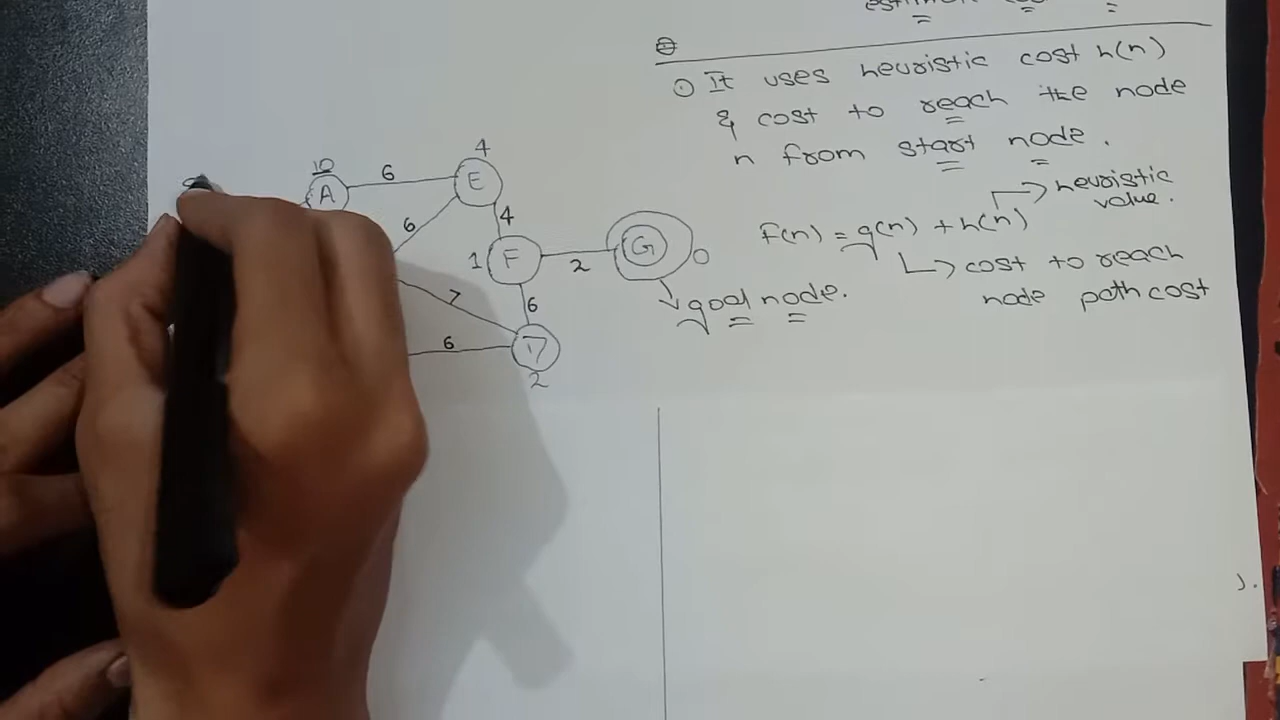 It uses heuristic cost h(n)
& cost to reach the node
n from start node.
heuristic
value.
f(n) = g(n) + h(n)
cost to reach
node path cost
10
A
6
4
E
6
4
1
F
2
G
0
goal node.
7
6
6
D
2